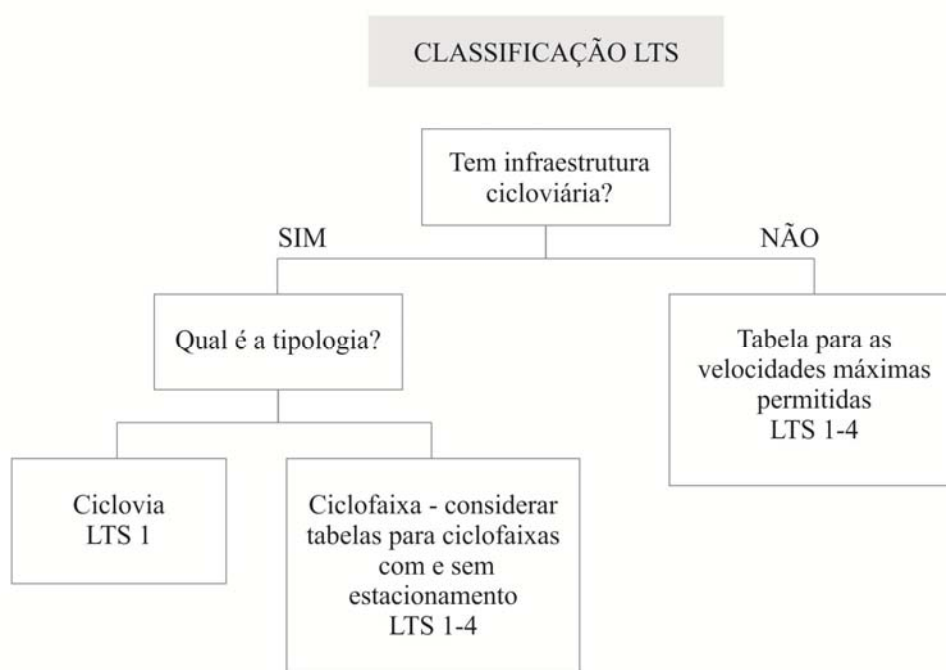 CLASSIFICAÇÃO LTS
Tem infraestrutura
cicloviária?
SIM
NÃO
Qual é a tipologia?
Tabela para as
velocidades máximas
permitidas
LTS 1-4
Ciclovia
LTS 1
Ciclofaixa - considerar
tabelas para ciclofaixas
com e sem
estacionamento
LTS 1-4